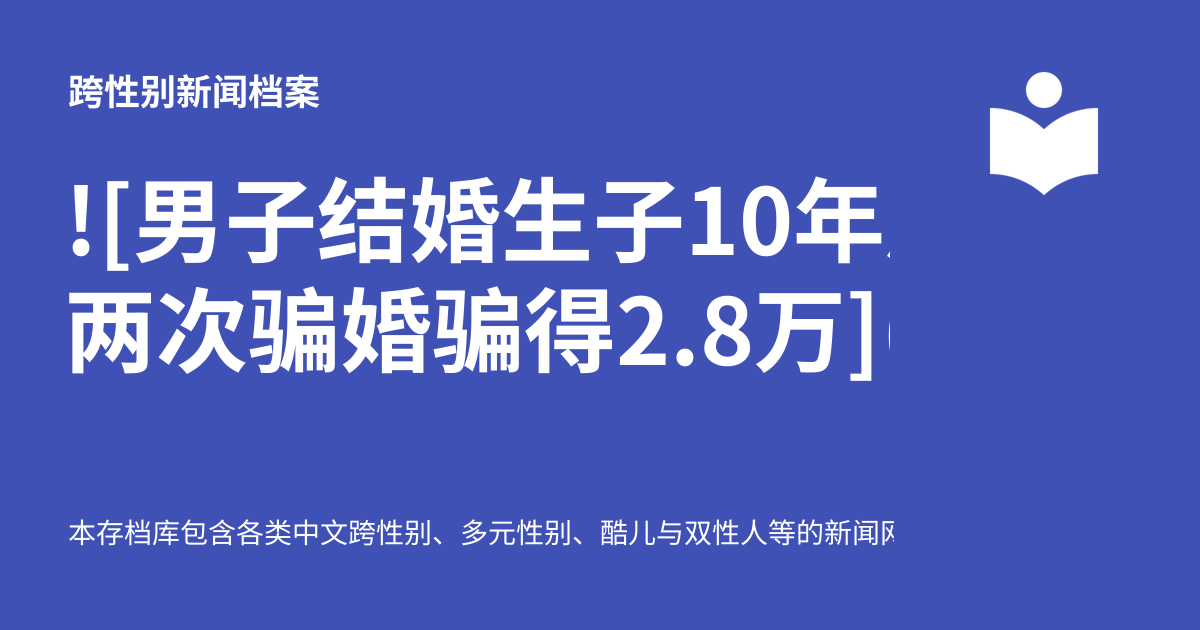 跨性别新闻档案
![男子结婚生子10年
两次骗婚骗得2.8万]
本存档库包含各类中文跨性别、多元性别、酷儿与双性人等的新闻